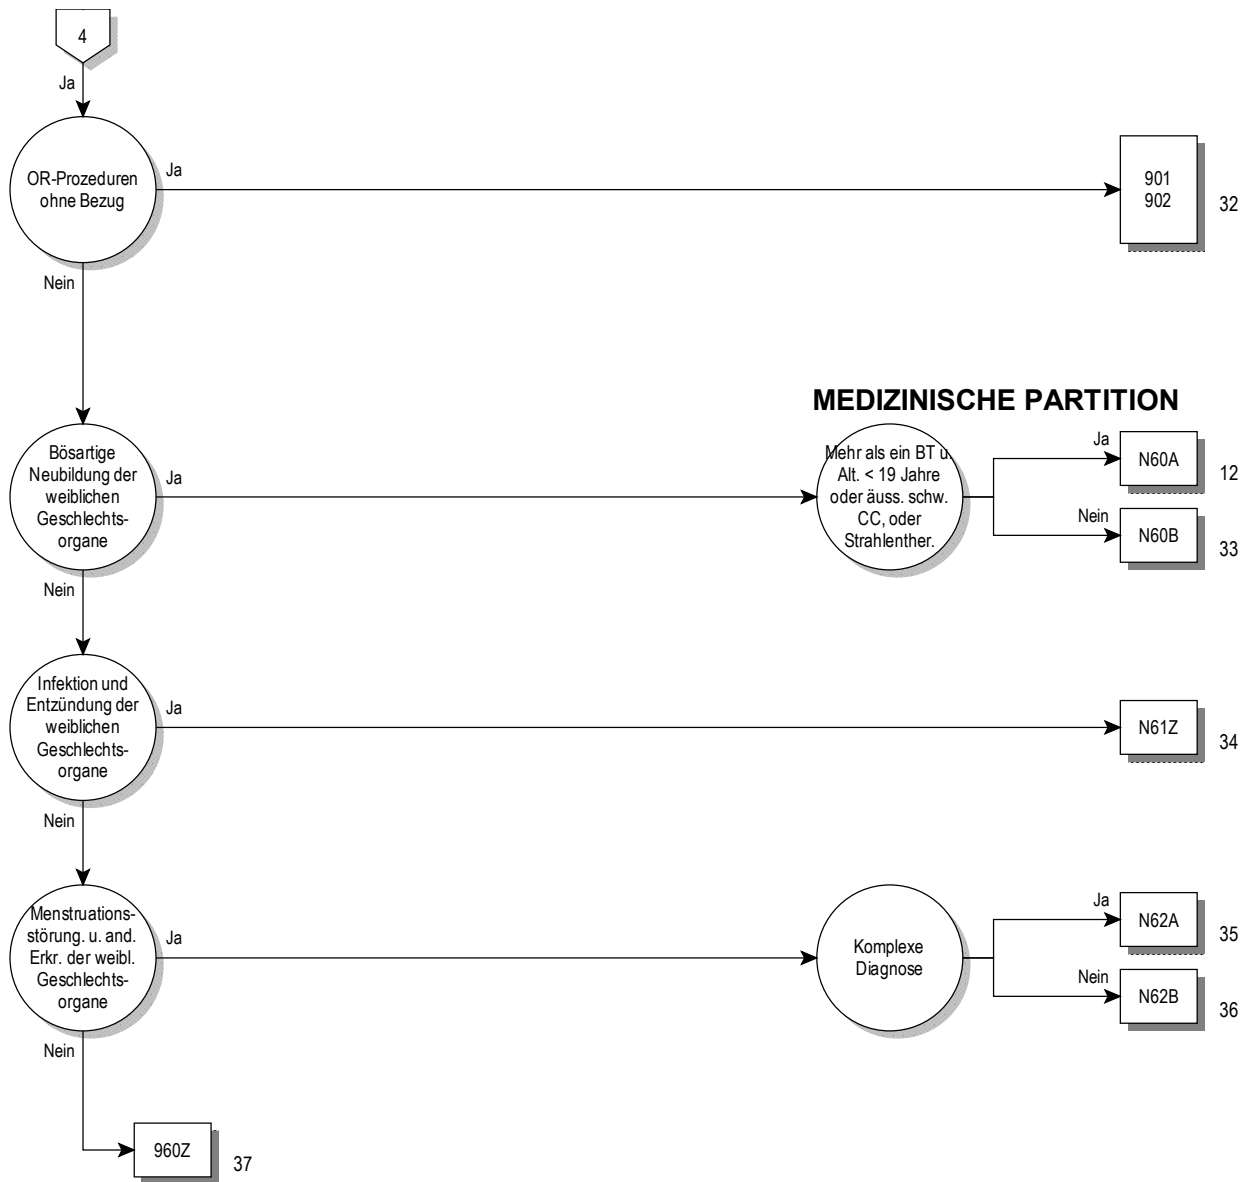 4
Ja
OR-Prozeduren
ohne Bezug
Ja
901
902
32
Nein
MEDIZINISCHE PARTITION
Bösartige
Neubildung der
weiblichen
Geschlechts-
organe
Ja
Mehr als ein BT u.
Alt. < 19 Jahre
oder äuss. schw.
CC, oder
Strahlenther.
Ja
N60A
12
Nein
N60B
33
Nein
Infektion und
Entzündung der
weiblichen
Geschlechts-
organe
Ja
N61Z
34
Nein
Menstruations-
störung. u. and.
Erkr. der weibl.
Geschlechts-
organe
Ja
Komplexe
Diagnose
Ja
N62A
35
Nein
N62B
36
Nein
960Z
37